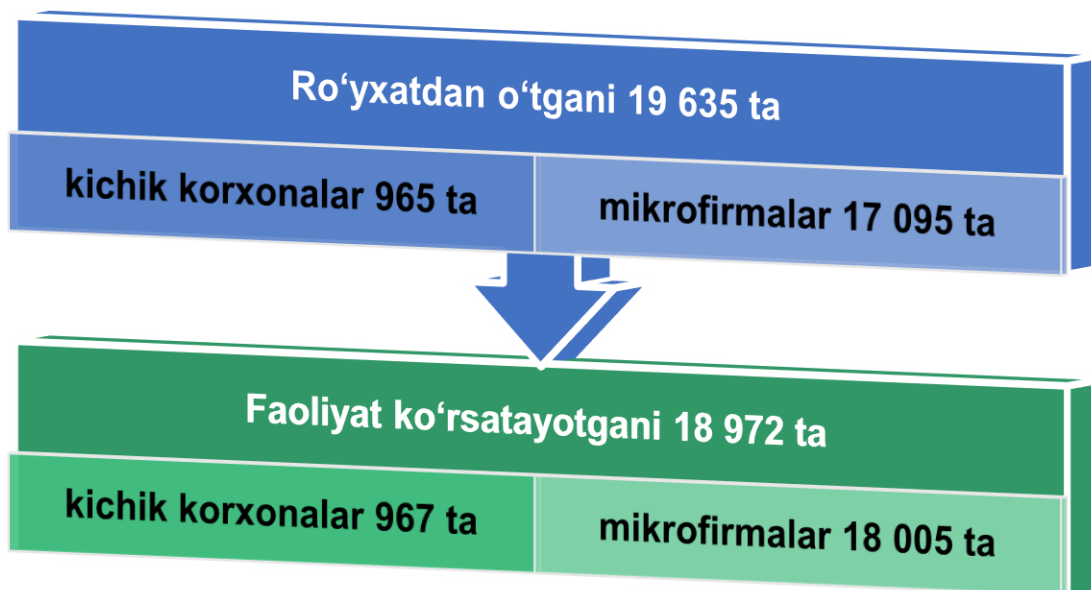 Ro‘yxatdan o‘tgani 19 635 ta
kichik korxonalar 965 ta
mikrofirmalar 17 095 ta
Faoliyat ko‘rsatayotgani 18 972 ta
kichik korxonalar 967 ta
mikrofirmalar 18 005 ta